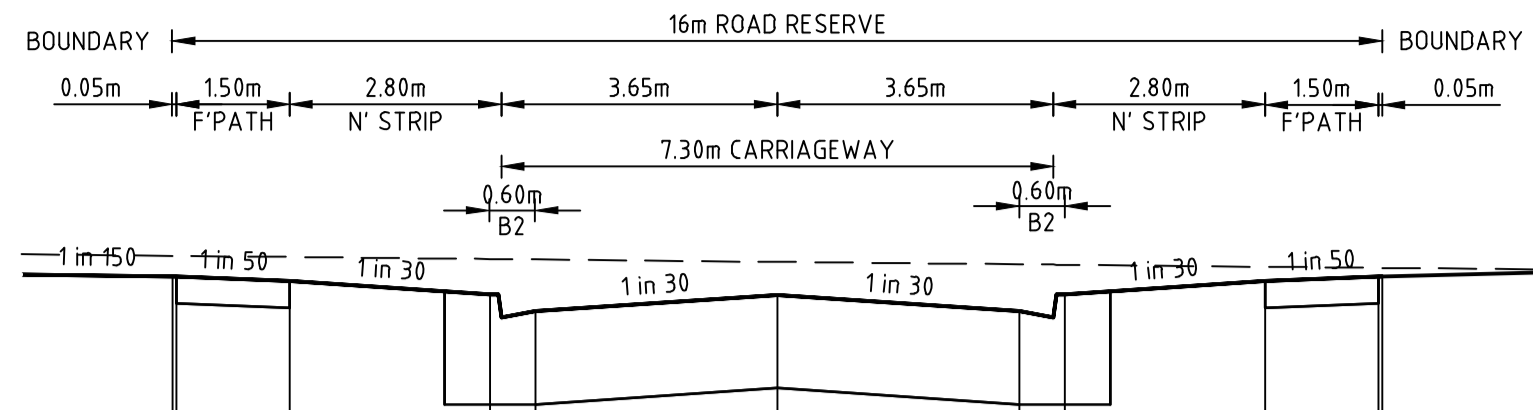 16m ROAD RESERVE
BOUNDARY BOUNDARY
0.05m 1.50m 2.80m 3.65m 3.65m 2.80m 1.50m 0.05m
F'PATH N' STRIP N' STRIP F'PATH
7.30m CARRIAGEWAY
0.60m 0.60m
B2 B2
1 in 150 1 in 50 1 in 30 1 in 30 1 in 30 1 in 30 1 in 50